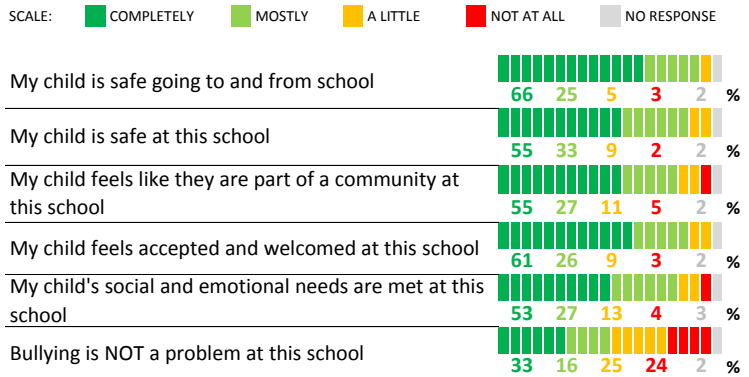 SCALE: COMPLETELY MOSTLY A LITTLE NOT AT ALL NO RESPONSE
My child is safe going to and from school
66 25 5 3 2 %
My child is safe at this school
55 33 9 2 2 %
My child feels like they are part of a community at
this school
55 27 11 5 2 %
My child feels accepted and welcomed at this school
61 26 9 3 2 %
My child's social and emotional needs are met at this
school
53 27 13 4 3 %
Bullying is NOT a problem at this school
33 16 25 24 2 %